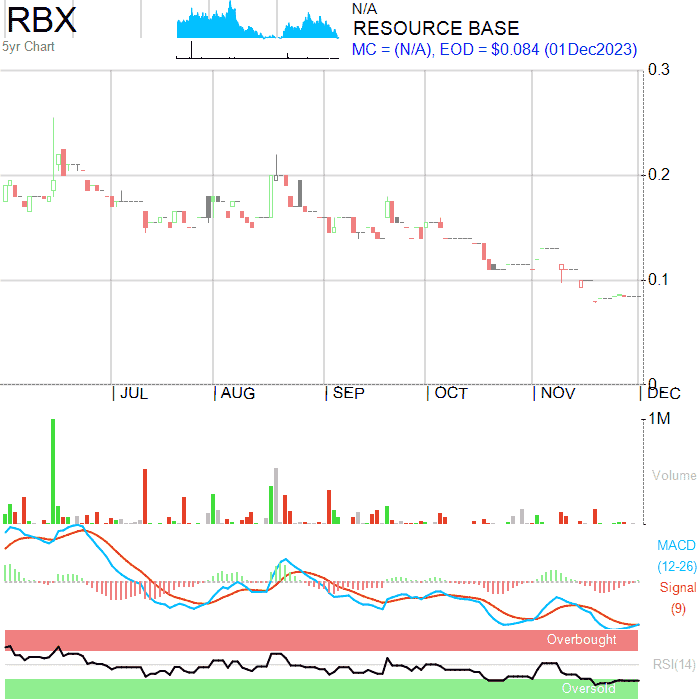 RBX
5yr Chart
N/A
RESOURCE BASE
MC = (N/A), EOD = $0.084 (01Dec2023)
0.3
0.2
0.1
0
| JUL | AUG | SEP | OCT | NOV | DEC
1M
Volume
MACD
(12-26)
Signal
(9)
Overbought
RSI(14)
Oversold